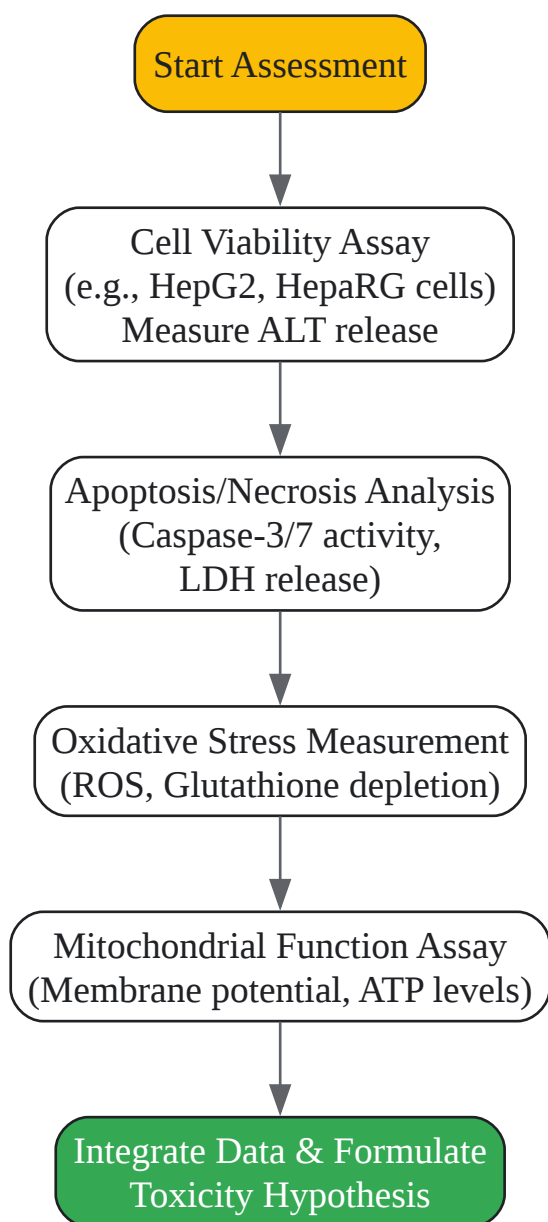 Start Assessment
Cell Viability Assay
(e.g., HepG2, HepaRG cells)
Measure ALT release
Apoptosis/Necrosis Analysis
(Caspase-3/7 activity,
LDH release)
Oxidative Stress Measurement
(ROS, Glutathione depletion)
Mitochondrial Function Assay
(Membrane potential, ATP levels)
Integrate Data & Formulate
Toxicity Hypothesis